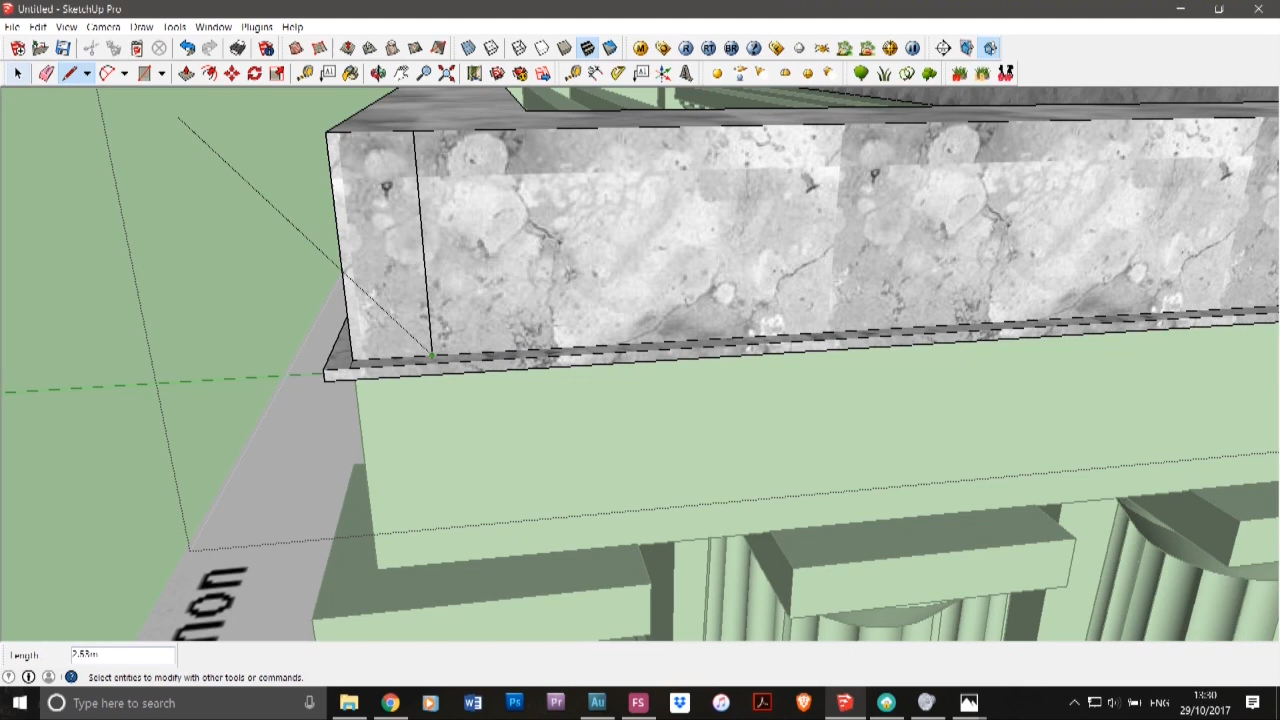 Untitled - SketchUp Pro
File Edit View Camera Draw Tools Window Plugins Help
Length 2.53m
Select entities to modify with other tools or commands.
Type here to search
ENG
13:30
29/10/2017